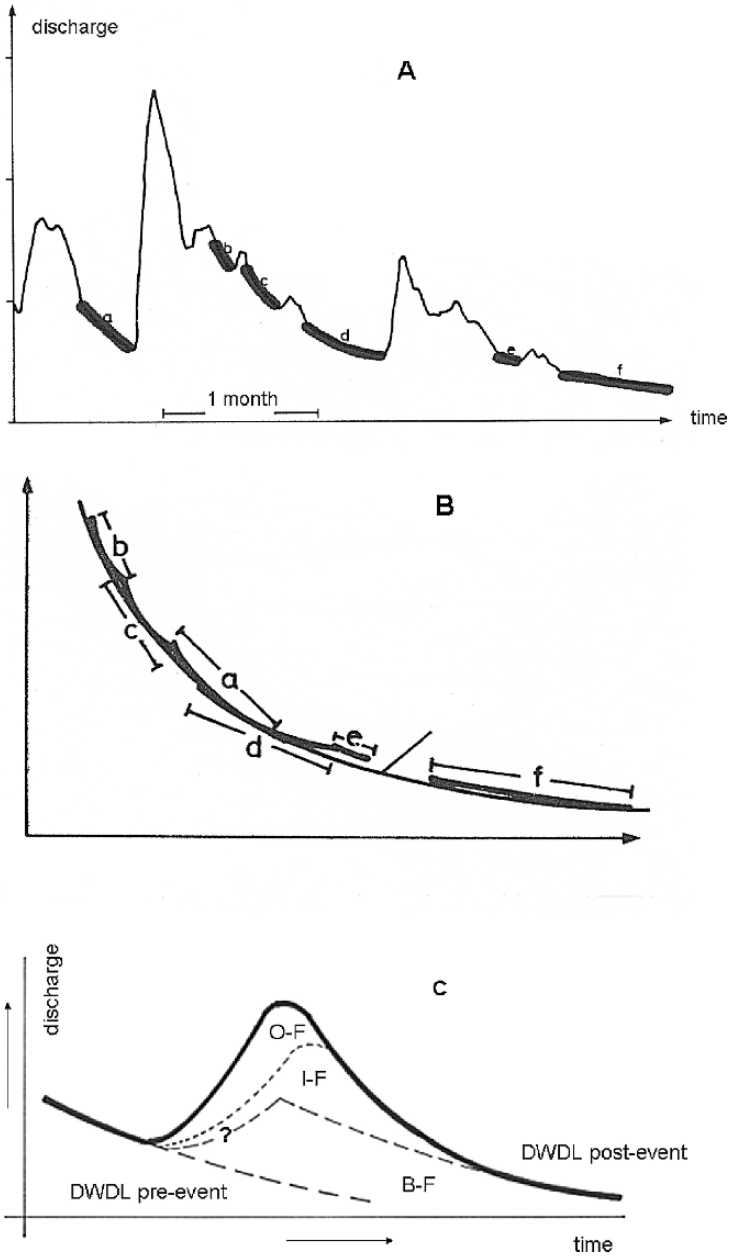 discharge
A
a
b
c
d
e
f
1 month
time
B
b
c
a
d
e
f
c
discharge
O-F
I-F
?
DWDL post-event
DWDL pre-event
B-F
time